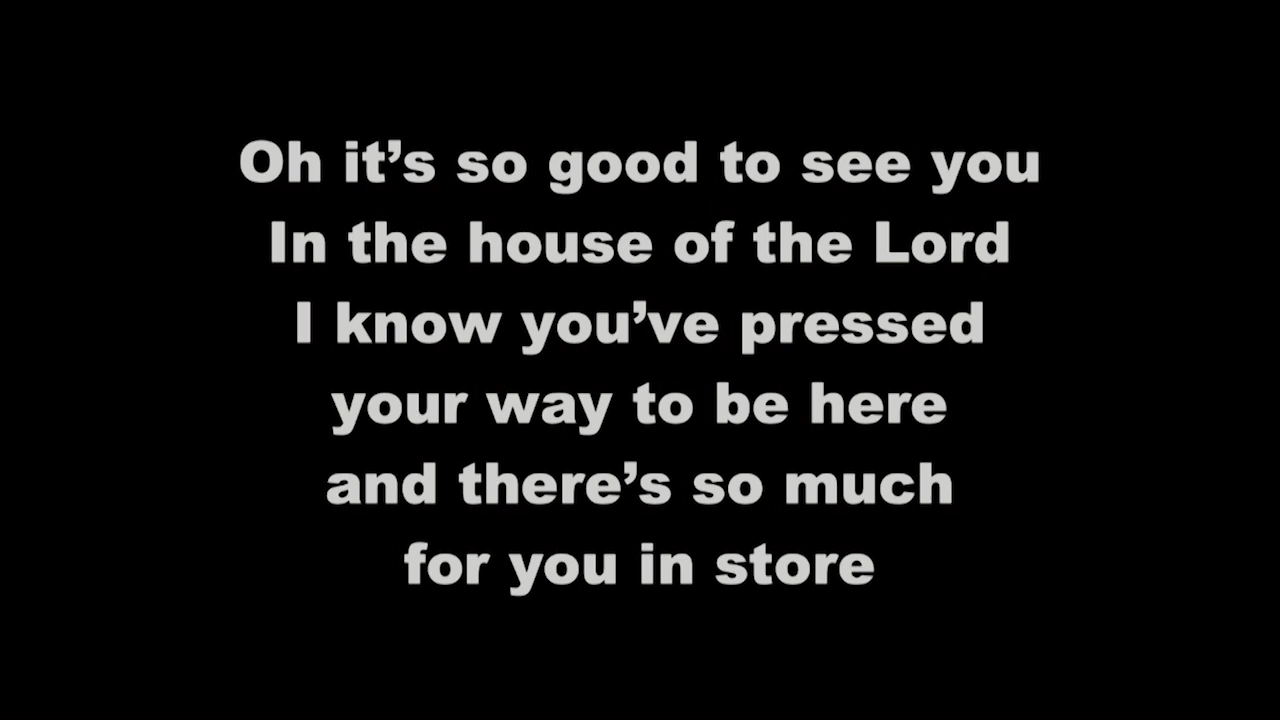 Oh it’s so good to see you
In the house of the Lord
I know you’ve pressed
your way to be here
and there’s so much
for you in store